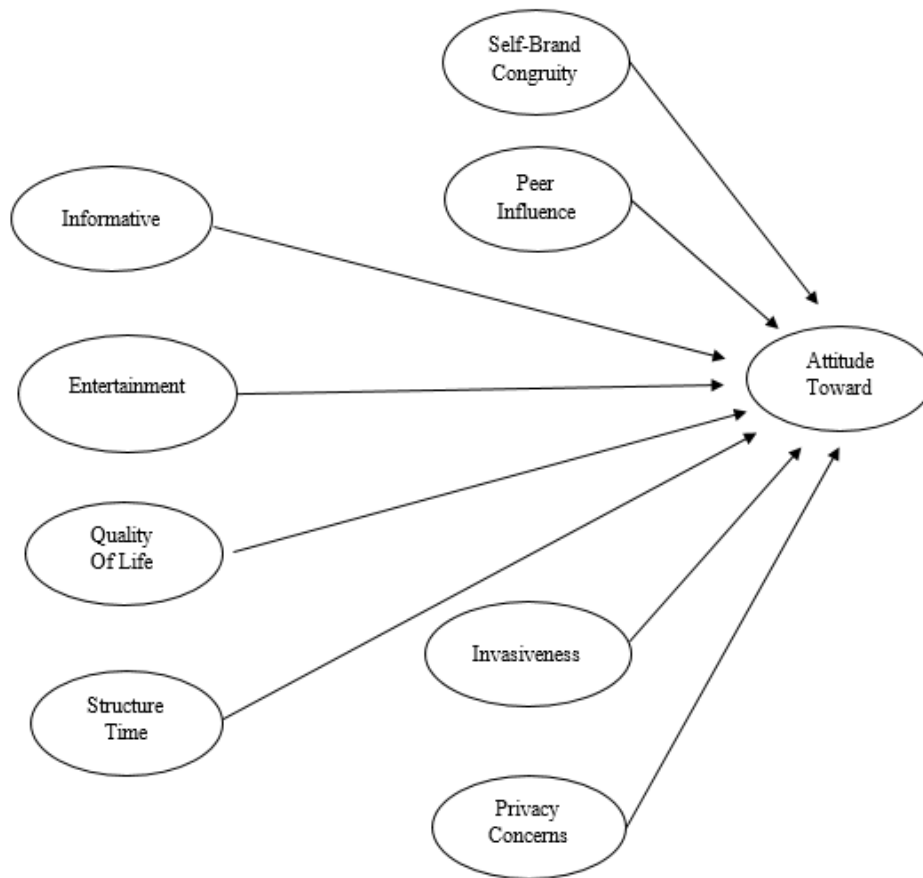 Self-Brand
Congruity
Peer
Influence
Informative
Attitude
Toward
Entertainment
Quality
Of Life
Invasiveness
Structure
Time
Privacy
Concerns